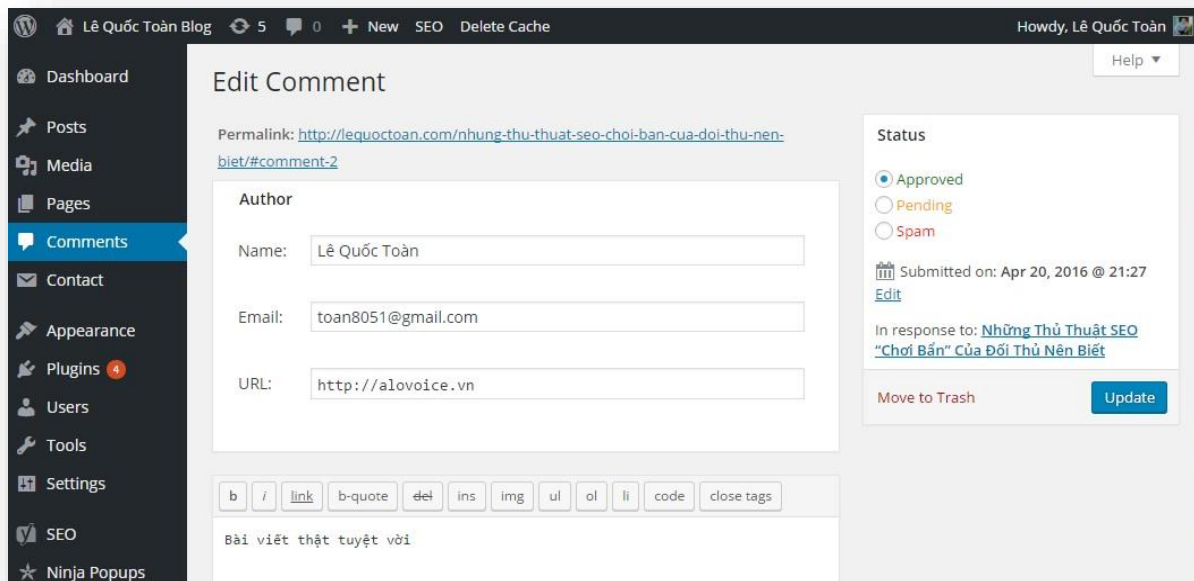 Lê Quốc Toàn Blog 5 0 New SEO Delete Cache Howdy, Lê Quốc Toàn
Help ▼
Dashboard
Posts
Media
Pages
Comments
Contact
Appearance
Plugins 4
Users
Tools
Settings
SEO
Ninja Popups
Edit Comment
Permalink: http://lequoctoan.com/nhung-thu-thuat-seo-choi-ban-cua-doi-thu-nen-
biet/#comment-2
Author
Name: Lê Quốc Toàn
Email: toan8051@gmail.com
URL: http://alovoice.vn
b i link b-quote del ins img ul ol li code close tags
Bài viết thật tuyệt vời
Status
Approved
Pending
Spam
Submitted on: Apr 20, 2016 @ 21:27
Edit
In response to: Những Thủ Thuật SEO
“Chơi Bẩn” Của Đối Thủ Nên Biết
Move to Trash Update